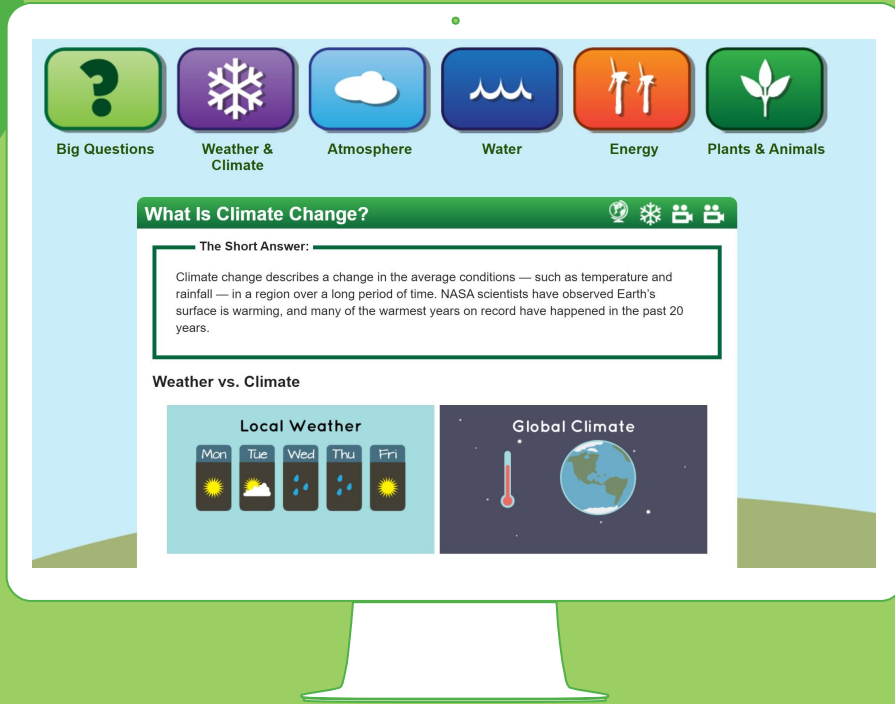 Big Questions
Weather &
Climate
Atmosphere
Water
Energy
Plants & Animals
What Is Climate Change?
The Short Answer:
Climate change describes a change in the average conditions — such as temperature and
rainfall — in a region over a long period of time. NASA scientists have observed Earth’s
surface is warming, and many of the warmest years on record have happened in the past 20
years.
Weather vs. Climate
Local Weather
Mon Tue Wed Thu Fri
Global Climate